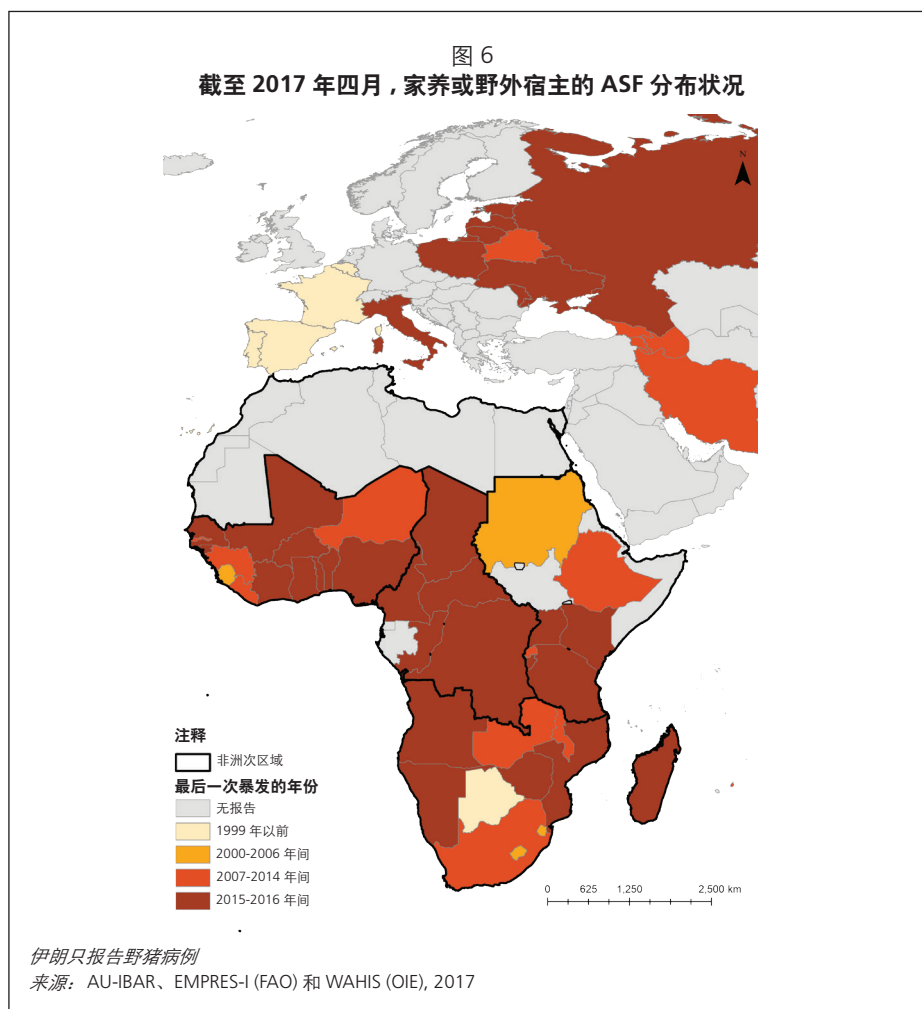 图 6
截至 2017 年四月，家养或野外宿主的 ASF 分布状况
N
注释
非洲次区域
最后一次暴发的年份
无报告
1999 年以前
2000-2006 年间
2007-2014 年间
2015-2016 年间
0 625 1,250 2,500 km
伊朗只报告野猪病例
来源：AU-IBAR、EMPRES-I (FAO) 和 WAHIS (OIE), 2017